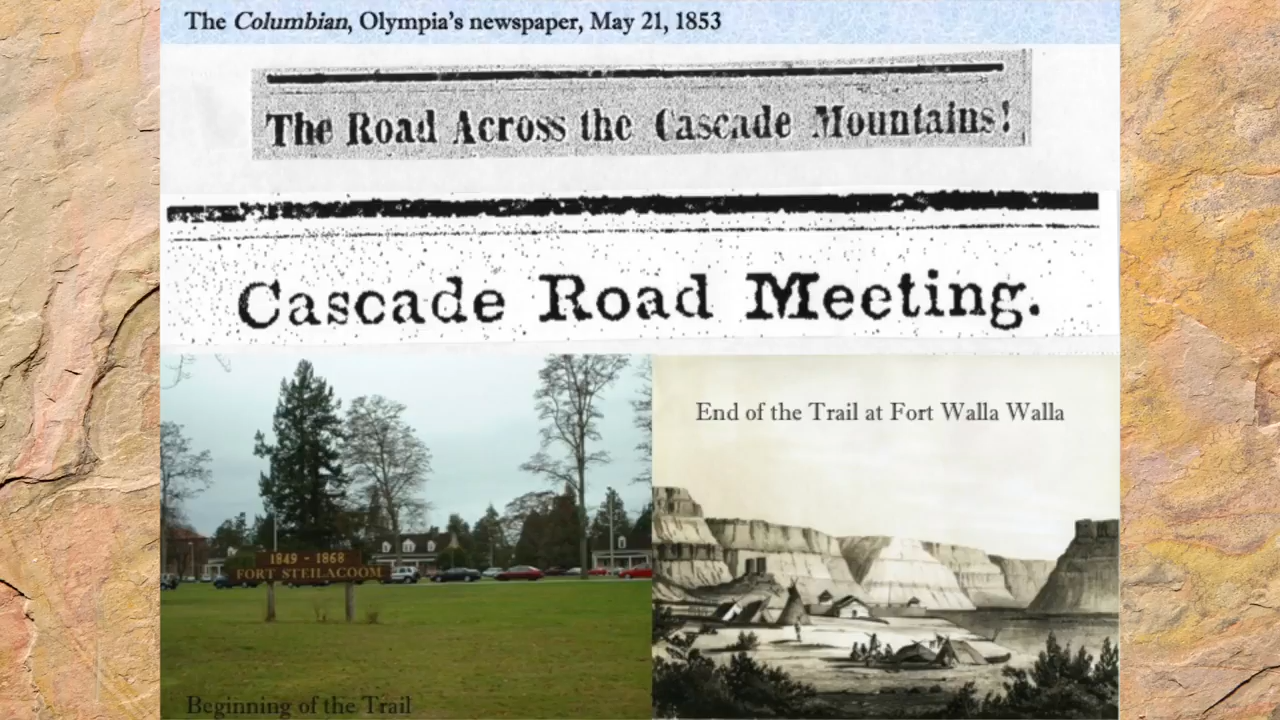 The Columbian, Olympia's newspaper, May 21, 1853
The Road Across the Cascade Mountains!
Cascade Road Meeting.
End of the Trail at Fort Walla Walla
1849 - 1868
FORT STEILACOOM
Beginning of the Trail